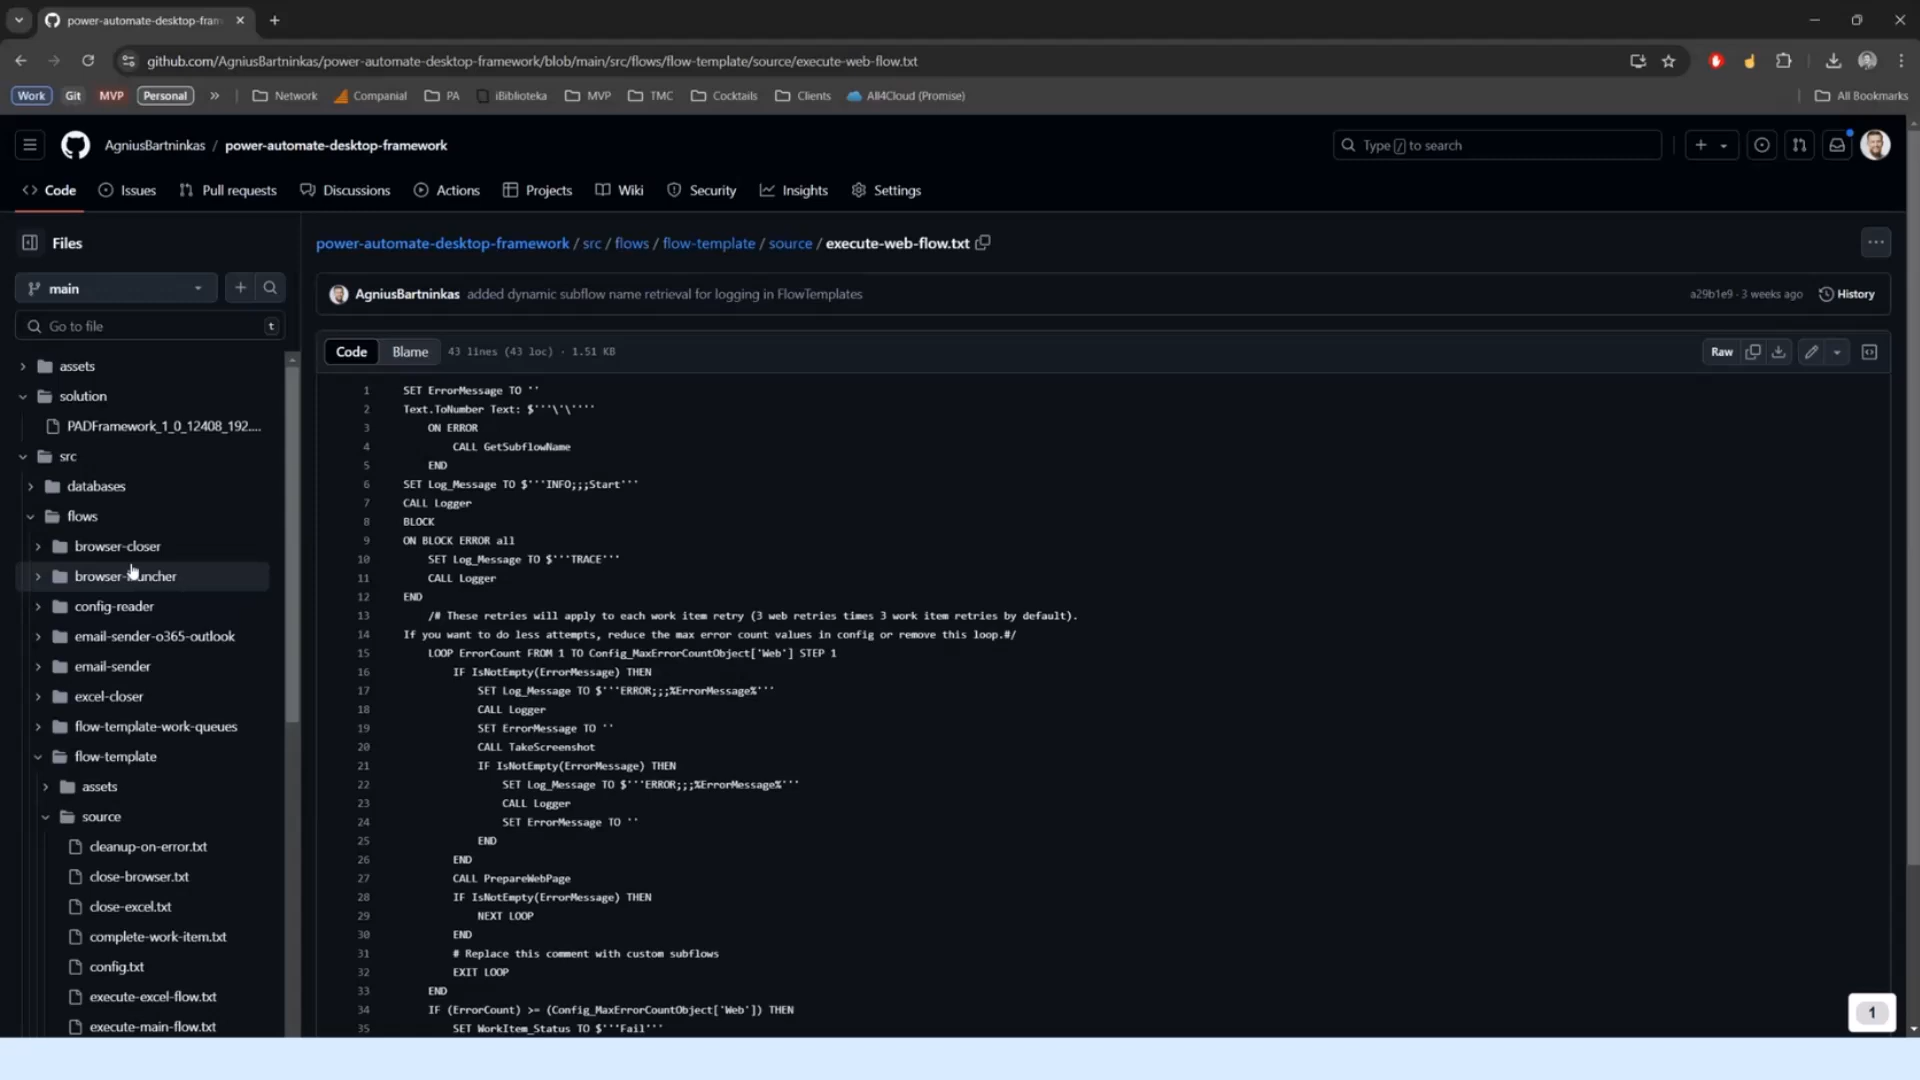 power-automate-desktop-fram
github.com/AgniusBartninkas/power-automate-desktop-framework/blob/main/src/flows/flow-template/source/execute-web-flow.txt
Work Git MVP Personal » Network Companial PA iBiblioteka MVP TMC Cocktails Clients All4Cloud (Promise) All Bookmarks
AgniusBartninkas / power-automate-desktop-framework Type / to search
Code Issues Pull requests Discussions Actions Projects Wiki Security Insights Settings
Files
main
Go to file t
assets
solution
PADFramework_1_0_12408_192....
src
databases
flows
browser-closer
config-reader
email-sender-o365-outlook
email-sender
excel-closer
flow-template-work-queues
flow-template
assets
source
cleanup-on-error.txt
close-browser.txt
close-excel.txt
complete-work-item.txt
config.txt
execute-excel-flow.txt
execute-main-flow.txt
power-automate-desktop-framework / src / flows / flow-template / source / execute-web-flow.txt
AgniusBartninkas added dynamic subflow name retrieval for logging in FlowTemplates a29b1e9 · 3 weeks ago History
Code Blame 43 lines (43 loc) · 1.51 KB Raw
1 SET ErrorMessage TO ''
2 Text.ToNumber Text: $'''\'\''''
3 ON ERROR
4 CALL GetSubflowName
5 END
6 SET Log_Message TO $'''INFO;;;Start'''
7 CALL Logger
8 BLOCK
9 ON BLOCK ERROR all
10 SET Log_Message TO $'''TRACE'''
11 CALL Logger
12 END
13 /# These retries will apply to each work item retry (3 web retries times 3 work item retries by default).
14 If you want to do less attempts, reduce the max error count values in config or remove this loop.#/
15 LOOP ErrorCount FROM 1 TO Config_MaxErrorCountObject['Web'] STEP 1
16 IF IsNotEmpty(ErrorMessage) THEN
17 SET Log_Message TO $'''ERROR;;;%ErrorMessage%'''
18 CALL Logger
19 SET ErrorMessage TO ''
20 CALL TakeScreenshot
21 IF IsNotEmpty(ErrorMessage) THEN
22 SET Log_Message TO $'''ERROR;;;%ErrorMessage%'''
23 CALL Logger
24 SET ErrorMessage TO ''
25 END
26 END
27 CALL PrepareWebPage
28 IF IsNotEmpty(ErrorMessage) THEN
29 NEXT LOOP
30 END
31 # Replace this comment with custom subflows
32 EXIT LOOP
33 END
34 IF (ErrorCount) >= (Config_MaxErrorCountObject['Web']) THEN
35 SET WorkItem_Status TO $'''Fail'''
1